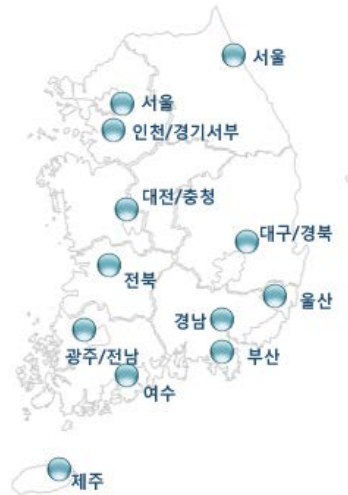 서울
서울
인천/경기서부
대전/충청
대구/경북
전북
울산
경남
광주/전남
부산
여수
제주